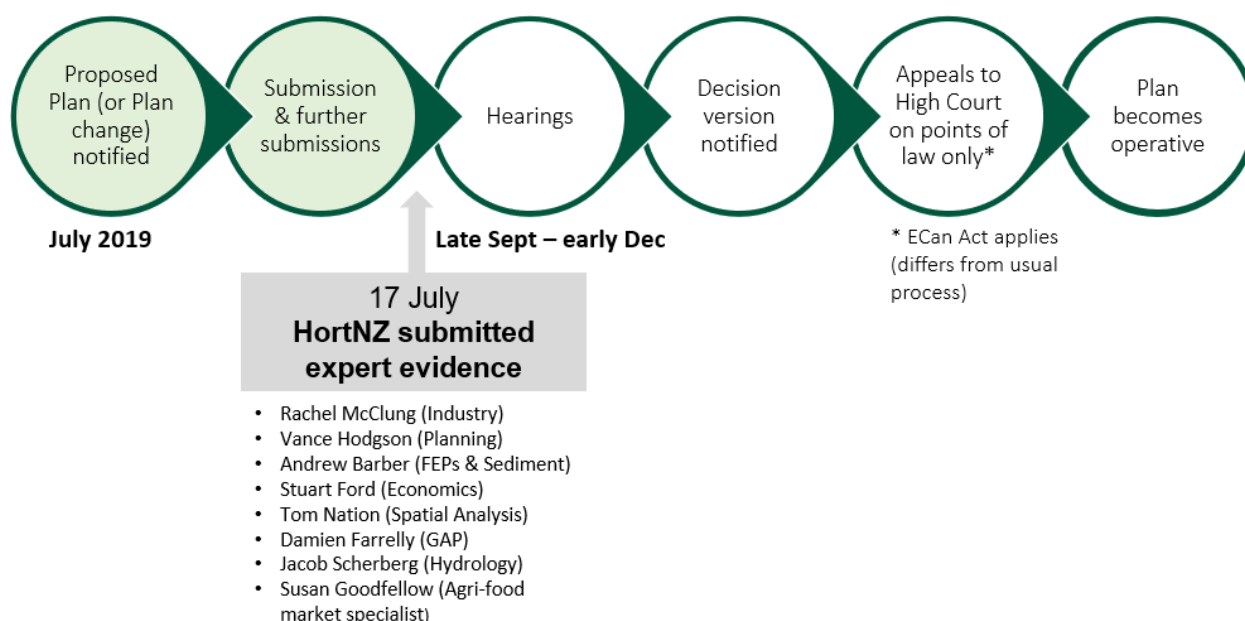 Proposed
Plan (or Plan
change)
notified
Submission
& further
submissions
Hearings
Decision
version
notified
Appeals to
High Court
on points of
law only*
Plan
becomes
operative
July 2019
Late Sept – early Dec
* ECan Act applies
(differs from usual
process)
17 July
HortNZ submitted
expert evidence
• Rachel McClung (Industry)
• Vance Hodgson (Planning)
• Andrew Barber (FEPs & Sediment)
• Stuart Ford (Economics)
• Tom Nation (Spatial Analysis)
• Damien Farrelly (GAP)
• Jacob Scherberg (Hydrology)
• Susan Goodfellow (Agri-food
market specialist)